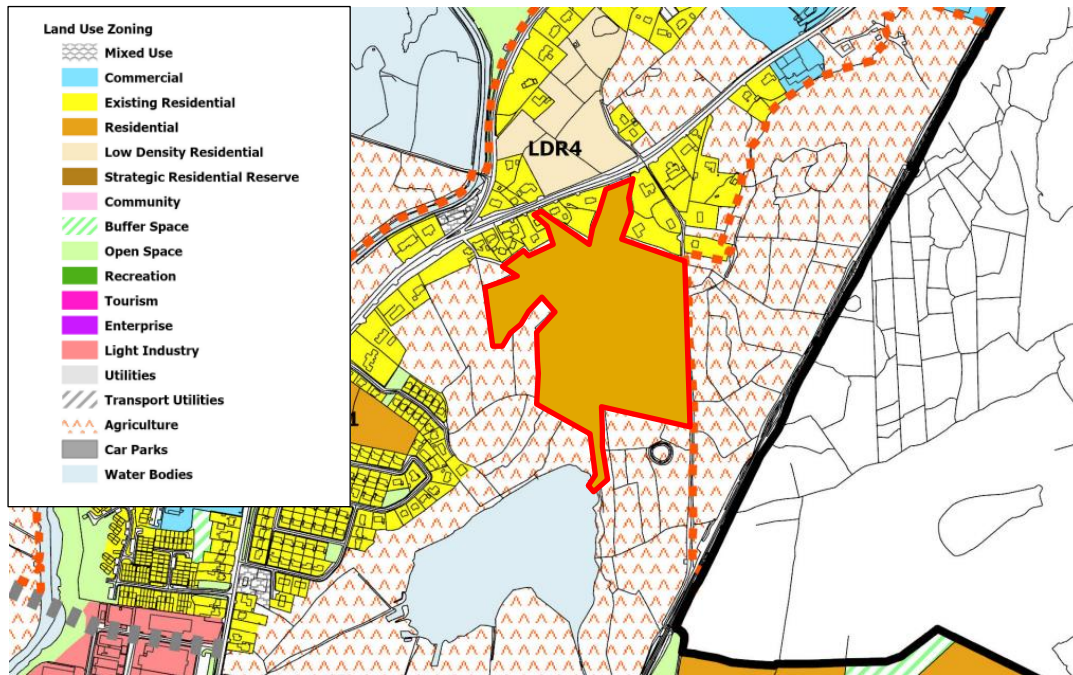 Land Use Zoning
Mixed Use
Commercial
Existing Residential
Residential
Low Density Residential
Strategic Residential Reserve
Community
Buffer Space
Open Space
Recreation
Tourism
Enterprise
Light Industry
Utilities
Transport Utilities
Agriculture
Car Parks
Water Bodies
LDR4
1